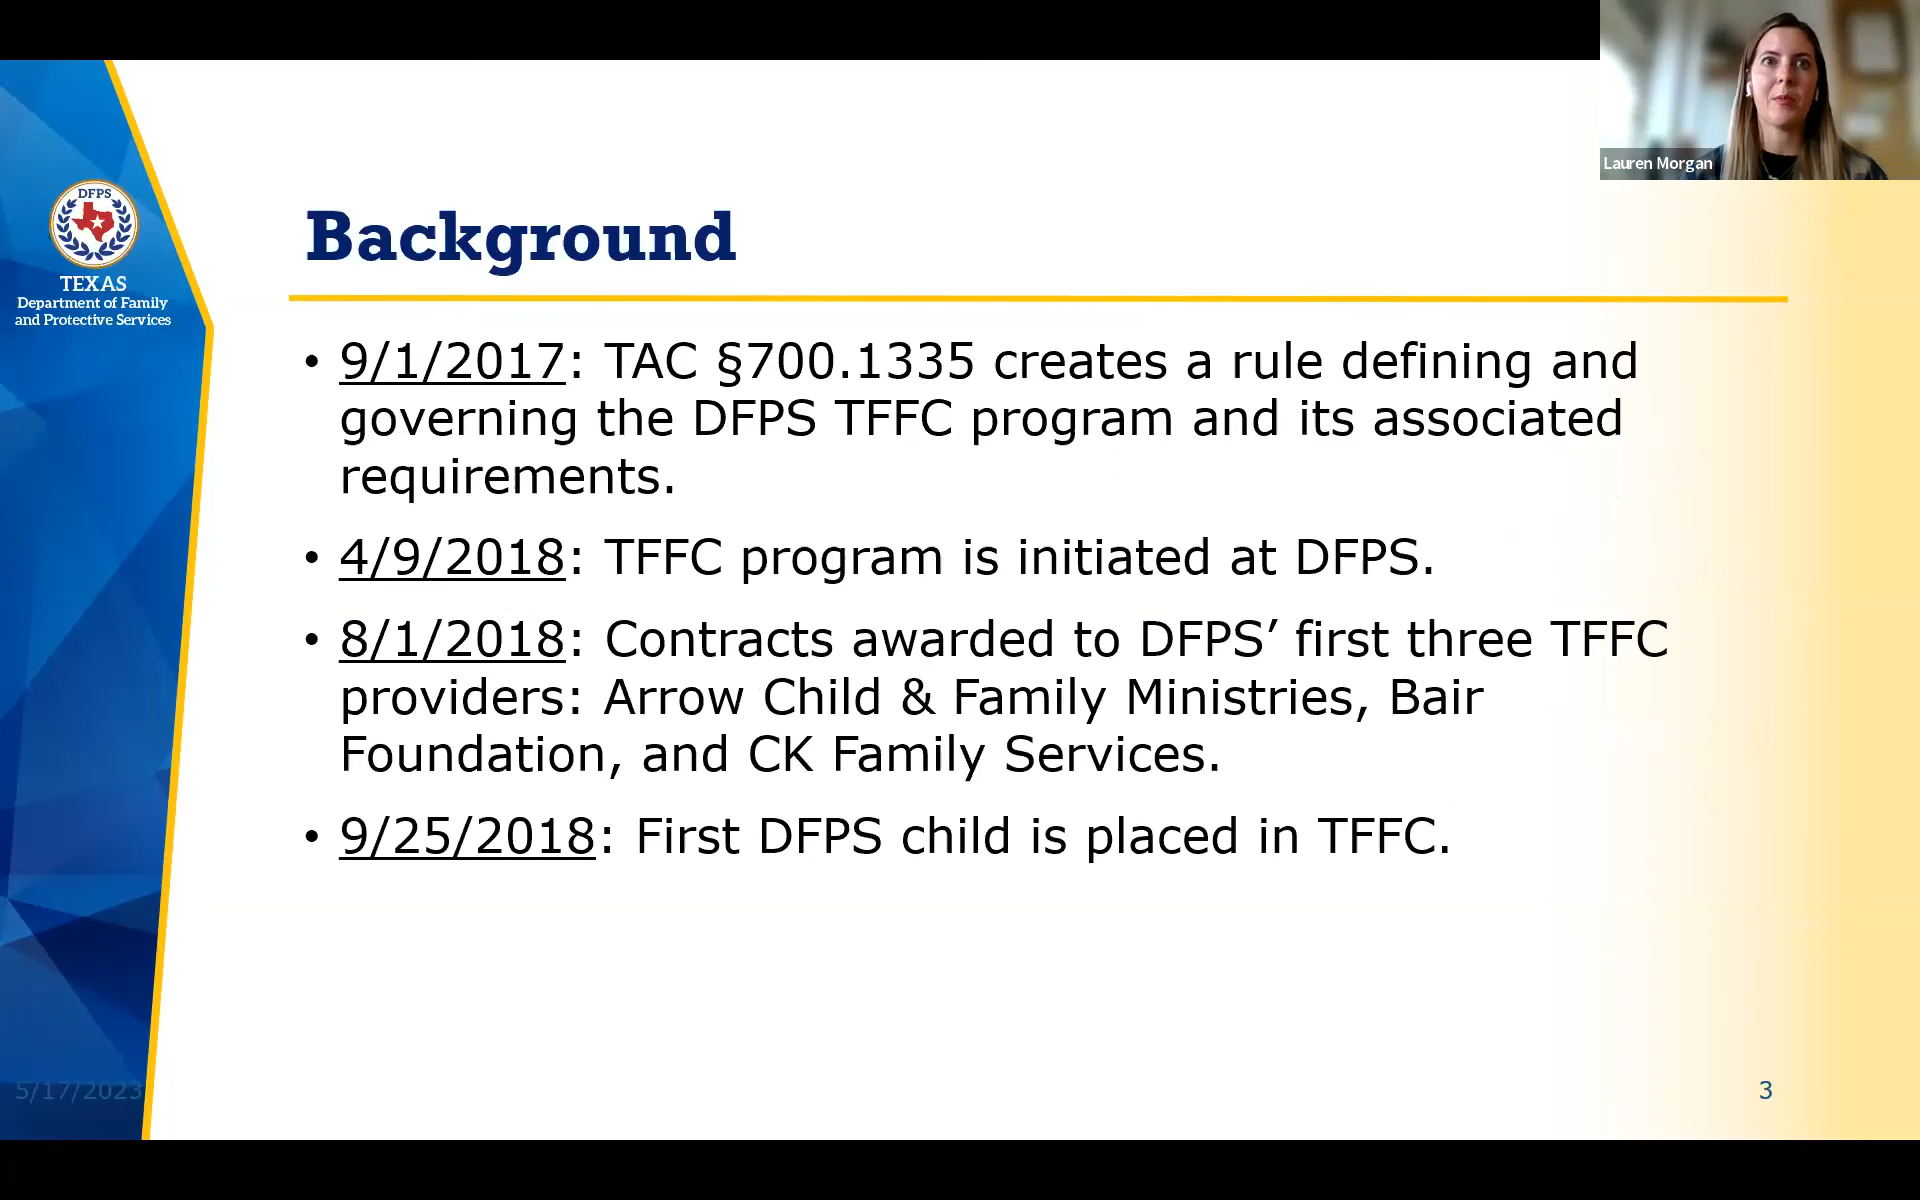 Lauren Morgan
DFPS
TEXAS
Department of Family
and Protective Services
Background
• 9/1/2017: TAC §700.1335 creates a rule defining and
governing the DFPS TFFC program and its associated
requirements.
• 4/9/2018: TFFC program is initiated at DFPS.
• 8/1/2018: Contracts awarded to DFPS’ first three TFFC
providers: Arrow Child & Family Ministries, Bair
Foundation, and CK Family Services.
• 9/25/2018: First DFPS child is placed in TFFC.
5/17/2023
3